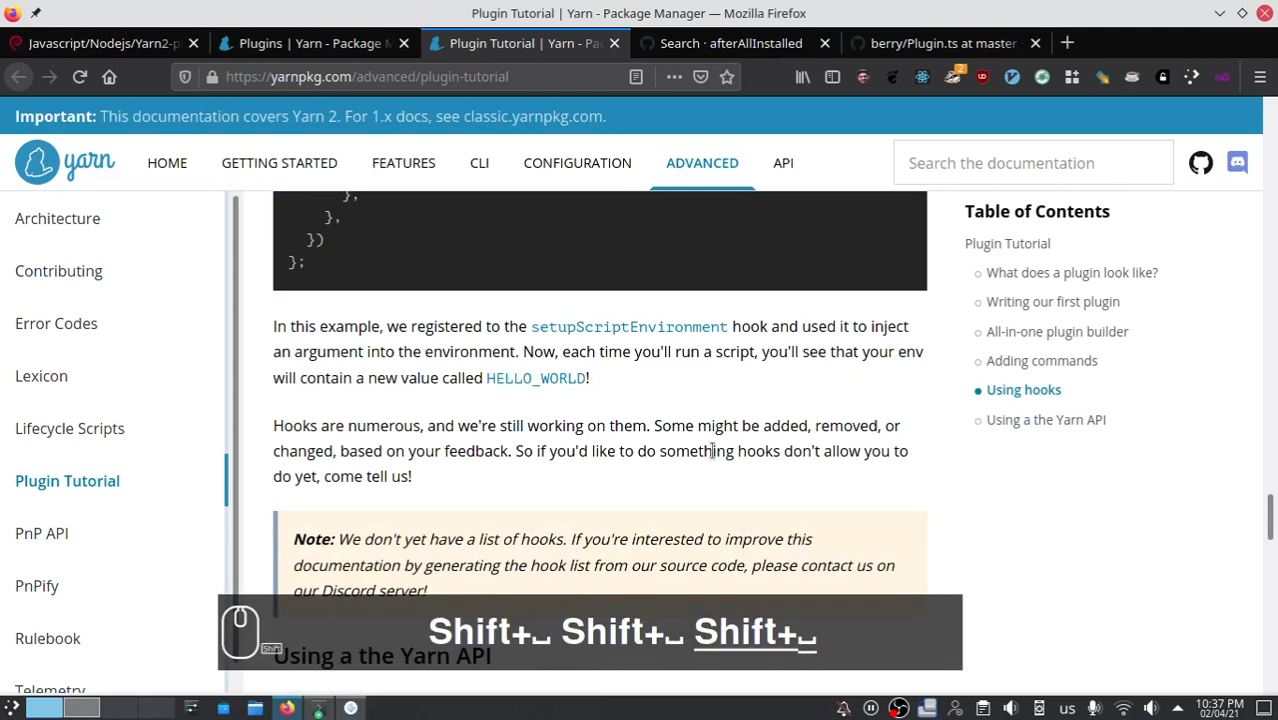 Plugin Tutorial | Yarn - Package Manager — Mozilla Firefox
Javascript/Nodejs/Yarn2-p
Plugins | Yarn - Package M
Plugin Tutorial | Yarn - Pac
Search · afterAllInstalled
berry/Plugin.ts at master
https://yarnpkg.com/advanced/plugin-tutorial
2
Important: This documentation covers Yarn 2. For 1.x docs, see classic.yarnpkg.com.
yarn
HOME
GETTING STARTED
FEATURES
CLI
CONFIGURATION
ADVANCED
API
Search the documentation
Architecture
Contributing
Error Codes
Lexicon
Lifecycle Scripts
Plugin Tutorial
PnP API
PnPify
Rulebook
Telemetry
},
},
})
};
In this example, we registered to the setupScriptEnvironment hook and used it to inject
an argument into the environment. Now, each time you'll run a script, you'll see that your env
will contain a new value called HELLO_WORLD!
Hooks are numerous, and we're still working on them. Some might be added, removed, or
changed, based on your feedback. So if you'd like to do something hooks don't allow you to
do yet, come tell us!
Note: We don't yet have a list of hooks. If you're interested to improve this
documentation by generating the hook list from our source code, please contact us on
our Discord server!
Using a the Yarn API
Table of Contents
Plugin Tutorial
What does a plugin look like?
Writing our first plugin
All-in-one plugin builder
Adding commands
Using hooks
Using a the Yarn API
Shift
Shift+⎵ Shift+⎵ Shift+⎵
us
10:37 PM
02/04/21